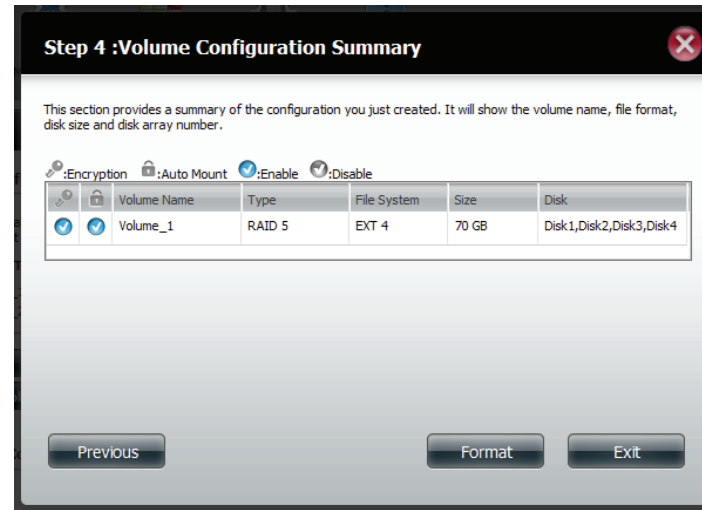 Step 4 :Volume Configuration Summary
This section provides a summary of the configuration you just created. It will show the volume name, file format,
disk size and disk array number.
:Encryption :Auto Mount :Enable :Disable
Volume Name Type File System Size Disk
Volume_1 RAID 5 EXT 4 70 GB Disk1,Disk2,Disk3,Disk4
Previous Format Exit